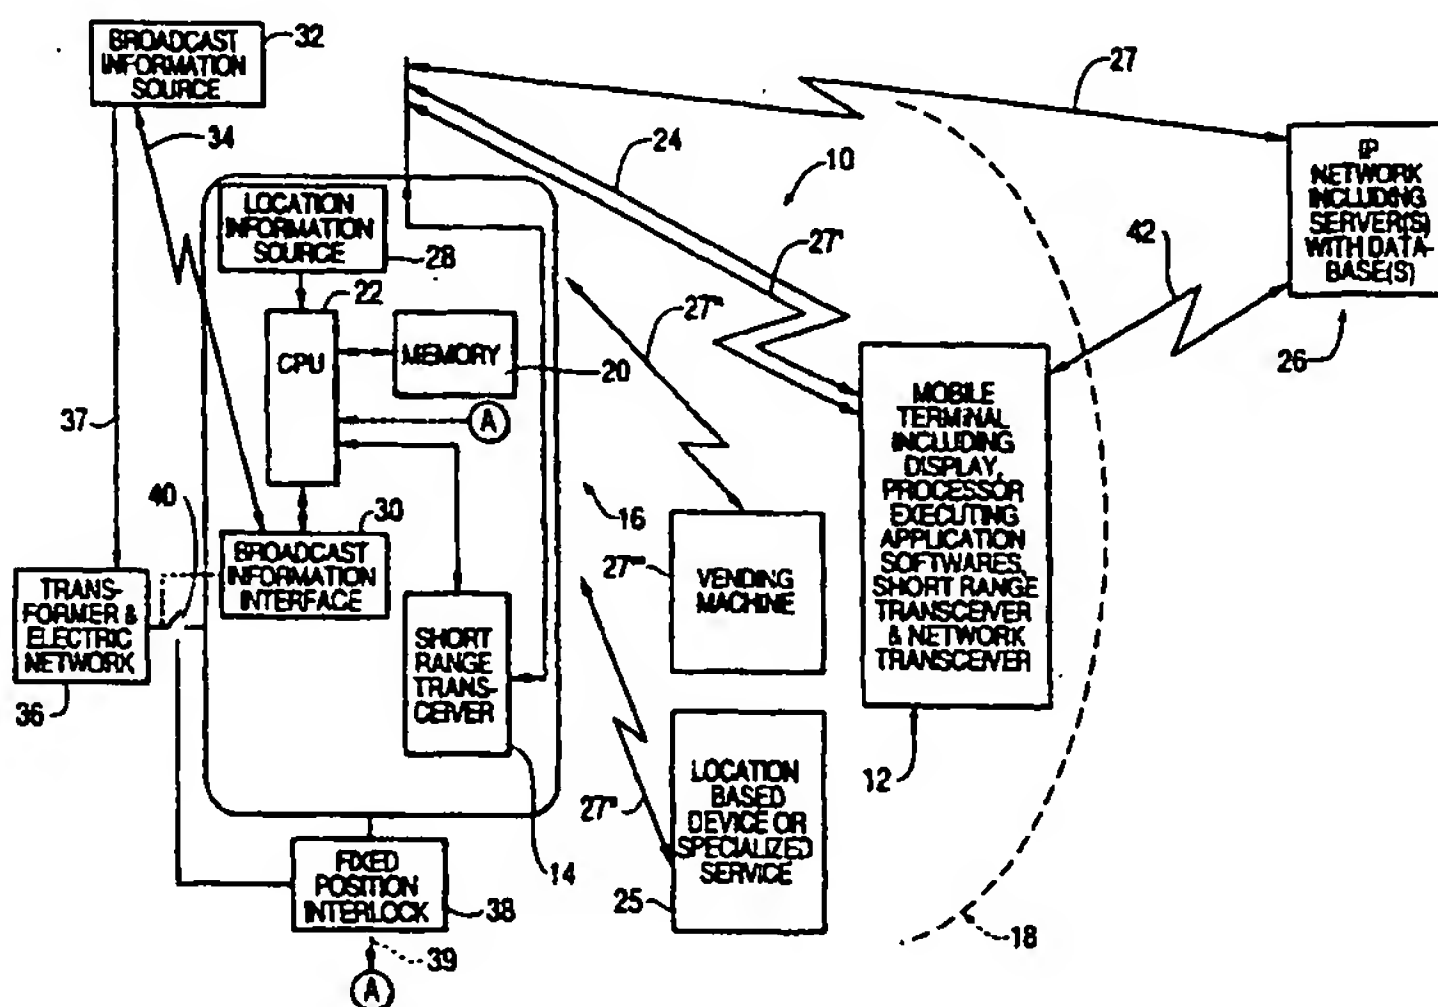 BROADCAST
INFORMATION
SOURCE
32
34
27
24
10
IP
NETWORK
INCLUDING
SERVER(S)
WITH DATA-
BASE(S)
26
27'
42
LOCATION
INFORMATION
SOURCE
28
22
CPU
MEMORY
20
A
27"
37
40
30
BROADCAST
INFORMATION
INTERFACE
16
27'''
VENDING
MACHINE
MOBILE
TERMINAL
INCLUDING
DISPLAY,
PROCESSOR
EXECUTING
APPLICATION
SOFTWARES,
SHORT RANGE
TRANSCEIVER
& NETWORK
TRANSCEIVER
12
TRANS-
FORMER &
ELECTRIC
NETWORK
36
SHORT
RANGE
TRANS-
CEIVER
14
27"
LOCATION
BASED
DEVICE OR
SPECIALIZED
SERVICE
25
18
FIXED
POSITION
INTERLOCK
38
39
A